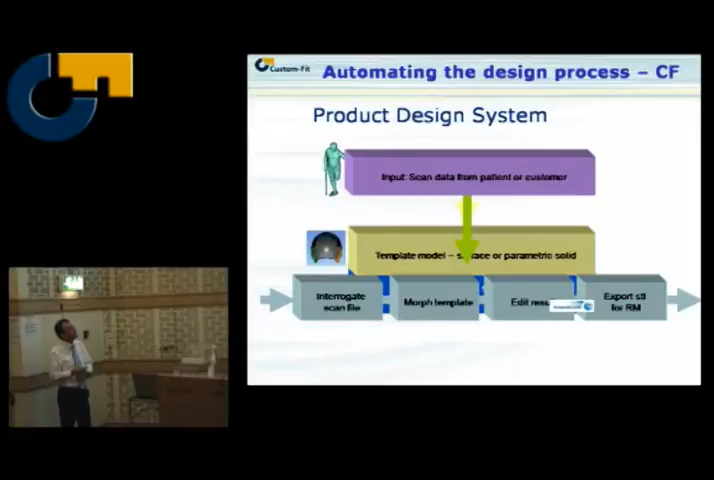 Custom-Fit
Automating the design process – CF
Product Design System
Input: Scan data from patient or customer
Template model – s
or parametric solid
Interrogate
scan file
Morph template
Edit
Export stl
for RM